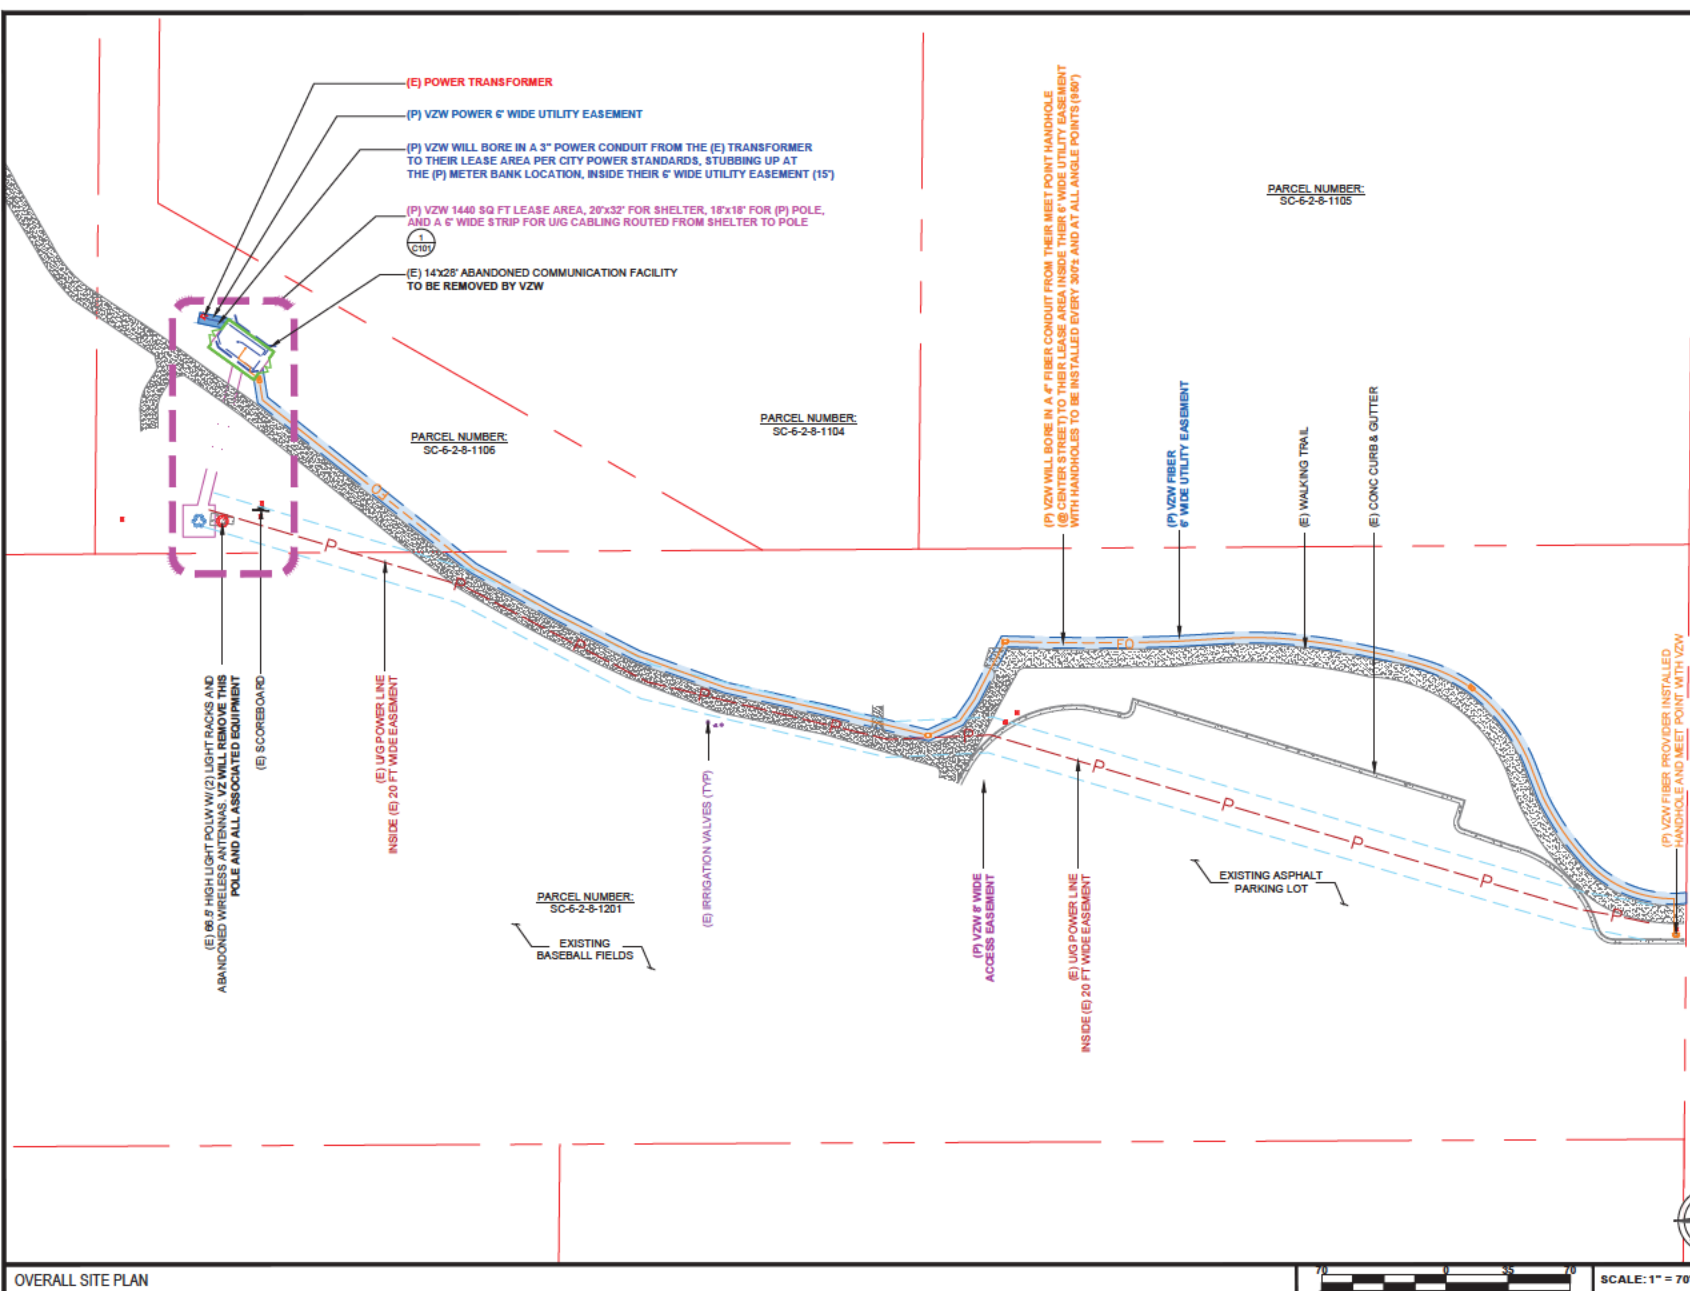 (E) POWER TRANSFORMER
(P) VZW POWER 6' WIDE UTILITY EASEMENT
(P) VZW WILL BORE IN A 3" POWER CONDUIT FROM THE (E) TRANSFORMER
TO THEIR LEASE AREA PER CITY POWER STANDARDS, STUBBING UP AT
THE (P) METER BANK LOCATION, INSIDE THEIR 6' WIDE UTILITY EASEMENT (15')
(P) VZW 1440 SQ FT LEASE AREA, 20'x32' FOR SHELTER, 18'x18' FOR (P) POLE,
AND A 6' WIDE STRIP FOR U/G CABLING ROUTED FROM SHELTER TO POLE
1
C101
(E) 14'x28' ABANDONED COMMUNICATION FACILITY
TO BE REMOVED BY VZW
PARCEL NUMBER:
SC-6-2-8-1106
PARCEL NUMBER:
SC-6-2-8-1104
PARCEL NUMBER:
SC-6-2-8-1105
(P) VZW WILL BORE IN A 4" FIBER CONDUIT FROM THEIR MEET POINT HANDHOLE
(@ CENTER STREET) TO THEIR LEASE AREA INSIDE THEIR 6' WIDE UTILITY EASEMENT
WITH HANDHOLES TO BE INSTALLED EVERY 300'± AND AT ALL ANGLE POINTS (950')
(P) VZW FIBER
6' WIDE UTILITY EASEMENT
(E) WALKING TRAIL
(E) CONC CURB & GUTTER
FO
P
P
P
P
P
FO
P
P
P
P
P
P
(E) 66.5' HIGH LIGHT POLW W/ (2) LIGHT RACKS AND
ABANDONED WIRELESS ANTENNAS. VZ WILL REMOVE THIS
POLE AND ALL ASSOCIATED EQUIPMENT
(E) SCOREBOARD
(E) U/G POWER LINE
INSIDE (E) 20 FT WIDE EASEMENT
(E) IRRIGATION VALVES (TYP)
(P) VZW 8' WIDE
ACCESS EASEMENT
(E) U/G POWER LINE
INSIDE (E) 20 FT WIDE EASEMENT
EXISTING ASPHALT
PARKING LOT
(P) VZW FIBER PROVIDER INSTALLED
HANDHOLE AND MEET POINT WITH VZW
PARCEL NUMBER:
SC-6-2-8-1201
EXISTING
BASEBALL FIELDS
OVERALL SITE PLAN
70 0 35 70
SCALE: 1" = 70'